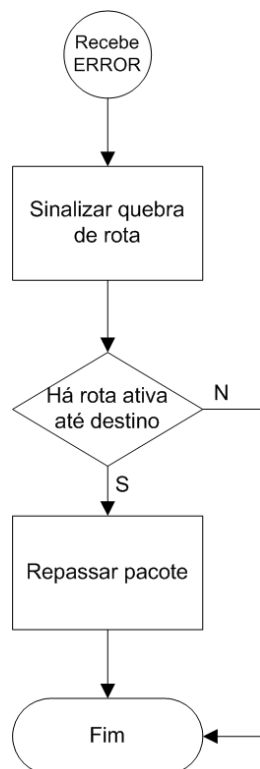 Recebe
ERROR
Sinalizar quebra
de rota
Há rota ativa
até destino
N
S
Repassar pacote
Fim